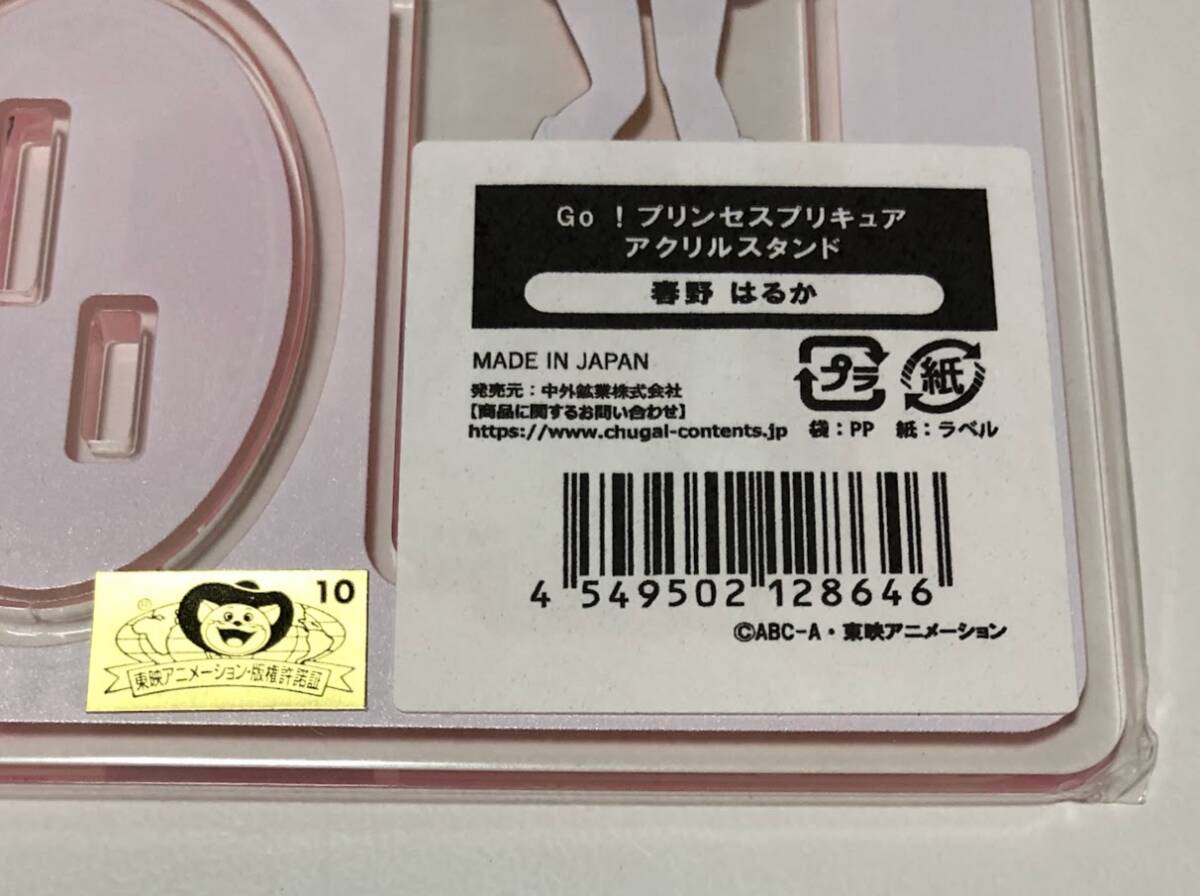 Go！プリンセスプリキュア
アクリルスタンド
春野 はるか
MADE IN JAPAN
発売元：中外鉱業株式会社
【商品に関するお問い合わせ】
https://www.chugai-contents.jp
プラ
紙
袋：PP 紙：ラベル
4 549502 128646
©ABC-A・東映アニメーション
10
®
東映アニメーション・版権許諾証